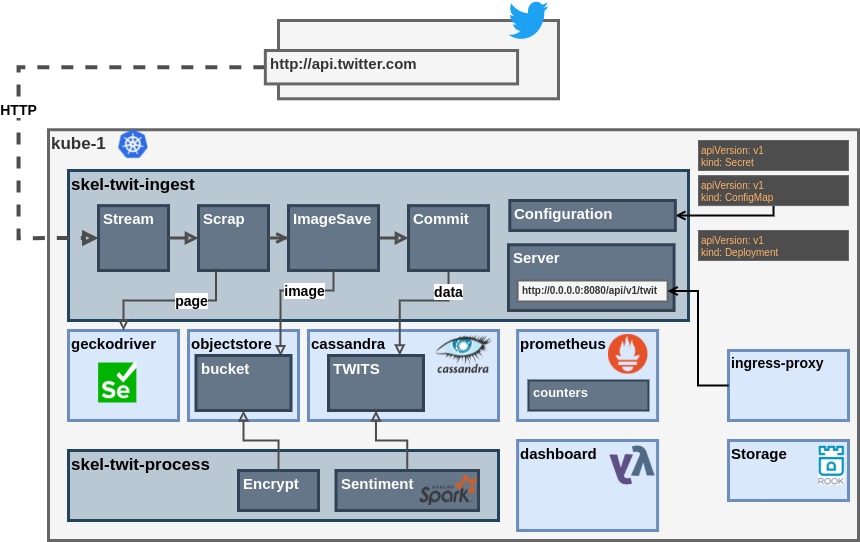 http://api.twitter.com
HTTP
kube-1
apiVersion: v1
kind: Secret
apiVersion: v1
kind: ConfigMap
apiVersion: v1
kind: Deployment
skel-twit-ingest
Stream
Scrap
ImageSave
Commit
Configuration
Server
http://0.0.0.0:8080/api/v1/twit
page
image
data
geckodriver
Se
objectstore
bucket
cassandra
cassandra
TWITS
prometheus
counters
ingress-proxy
skel-twit-process
Encrypt
Sentiment
APACHE
Spark
dashboard
Storage
ROOK